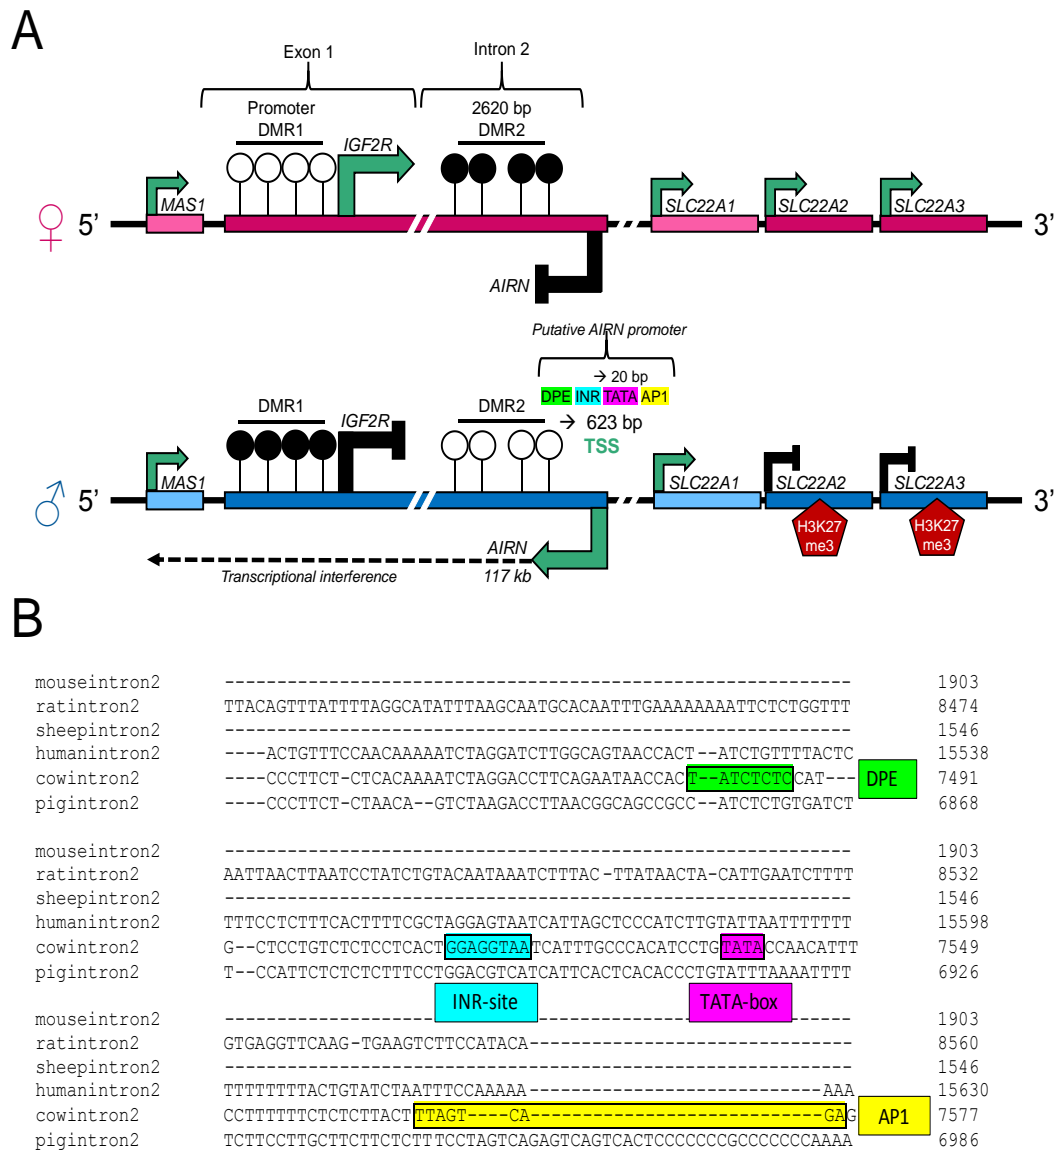 A
Exon 1
Intron 2
Promoter
2620 bp
DMR1
IGF2R
DMR2
MAS1
SLC22A1
SLC22A2
SLC22A3
♀ 5’
3’
AIRN
Putative AIRN promoter
→ 20 bp
DPE INR TATA AP1
DMR1
IGF2R
DMR2
→ 623 bp
TSS
MAS1
SLC22A1
SLC22A2
SLC22A3
♂ 5’
3’
H3K27
me3
H3K27
me3
AIRN
117 kb
Transcriptional interference
B
mouseintron2 ------------------------------------------------------------ 1903
ratintron2 TTACAGTTTATTTTAGGCATATTTAAGCAATGCACAATTTGAAAAAAAATTCTCTGGTTT 8474
sheepintron2 ------------------------------------------------------------ 1546
humanintron2 ----ACTGTTTCCAACAAAAATCTAGGATCTTGGCAGTAACCACT--ATCTGTTTTACTC 15538
cowintron2 ----CCCTTCT-CTCACAAAATCTAGGACCTTCAGAATAACCACT--ATCTCTCCAT--- 7491
DPE
pigintron2 ----CCCTTCT-CTAACA--GTCTAAGACCTTAACGGCAGCCGCC--ATCTCTGTGATCT 6868
mouseintron2 ------------------------------------------------------------ 1903
ratintron2 AATTAACTTAATCCTATCTGTACAATAAATCTTTAC-TTATAACTA-CATTGAATCTTTT 8532
sheepintron2 ------------------------------------------------------------ 1546
humanintron2 TTTCCTCTTTCACTTTTCGCTAGGAGTAATCATTAGCTCCCATCTTGTATTAATTTTTTT 15598
cowintron2 G--CTCCTGTCTCTCCTCACTGGAGGTAATCATTTGCCCACATCCTGTATACCAACATTT 7549
pigintron2 T--CCATTCTCTCTCTTTCCTGGACGTCATCATTCACTCACACCCTGTATTTAAAATTTT 6926
INR-site
TATA-box
mouseintron2 ------------------------------------------------------------ 1903
ratintron2 GTGAGGTTCAAG-TGAAGTCTTCCATACA------------------------------- 8560
sheepintron2 ------------------------------------------------------------ 1546
humanintron2 TTTTTTTTACTGTATCTAATTTCCAAAAA----------------------------AAA 15630
cowintron2 CCTTTTTTCTCTCTTACTTTAGT----CA----------------------------GAG 7577
AP1
pigintron2 TCTTCCTTGCTTCTTCTCTTTCCTAGTCAGAGTCAGTCACTCCCCCCCGCCCCCCCAAAA 6986